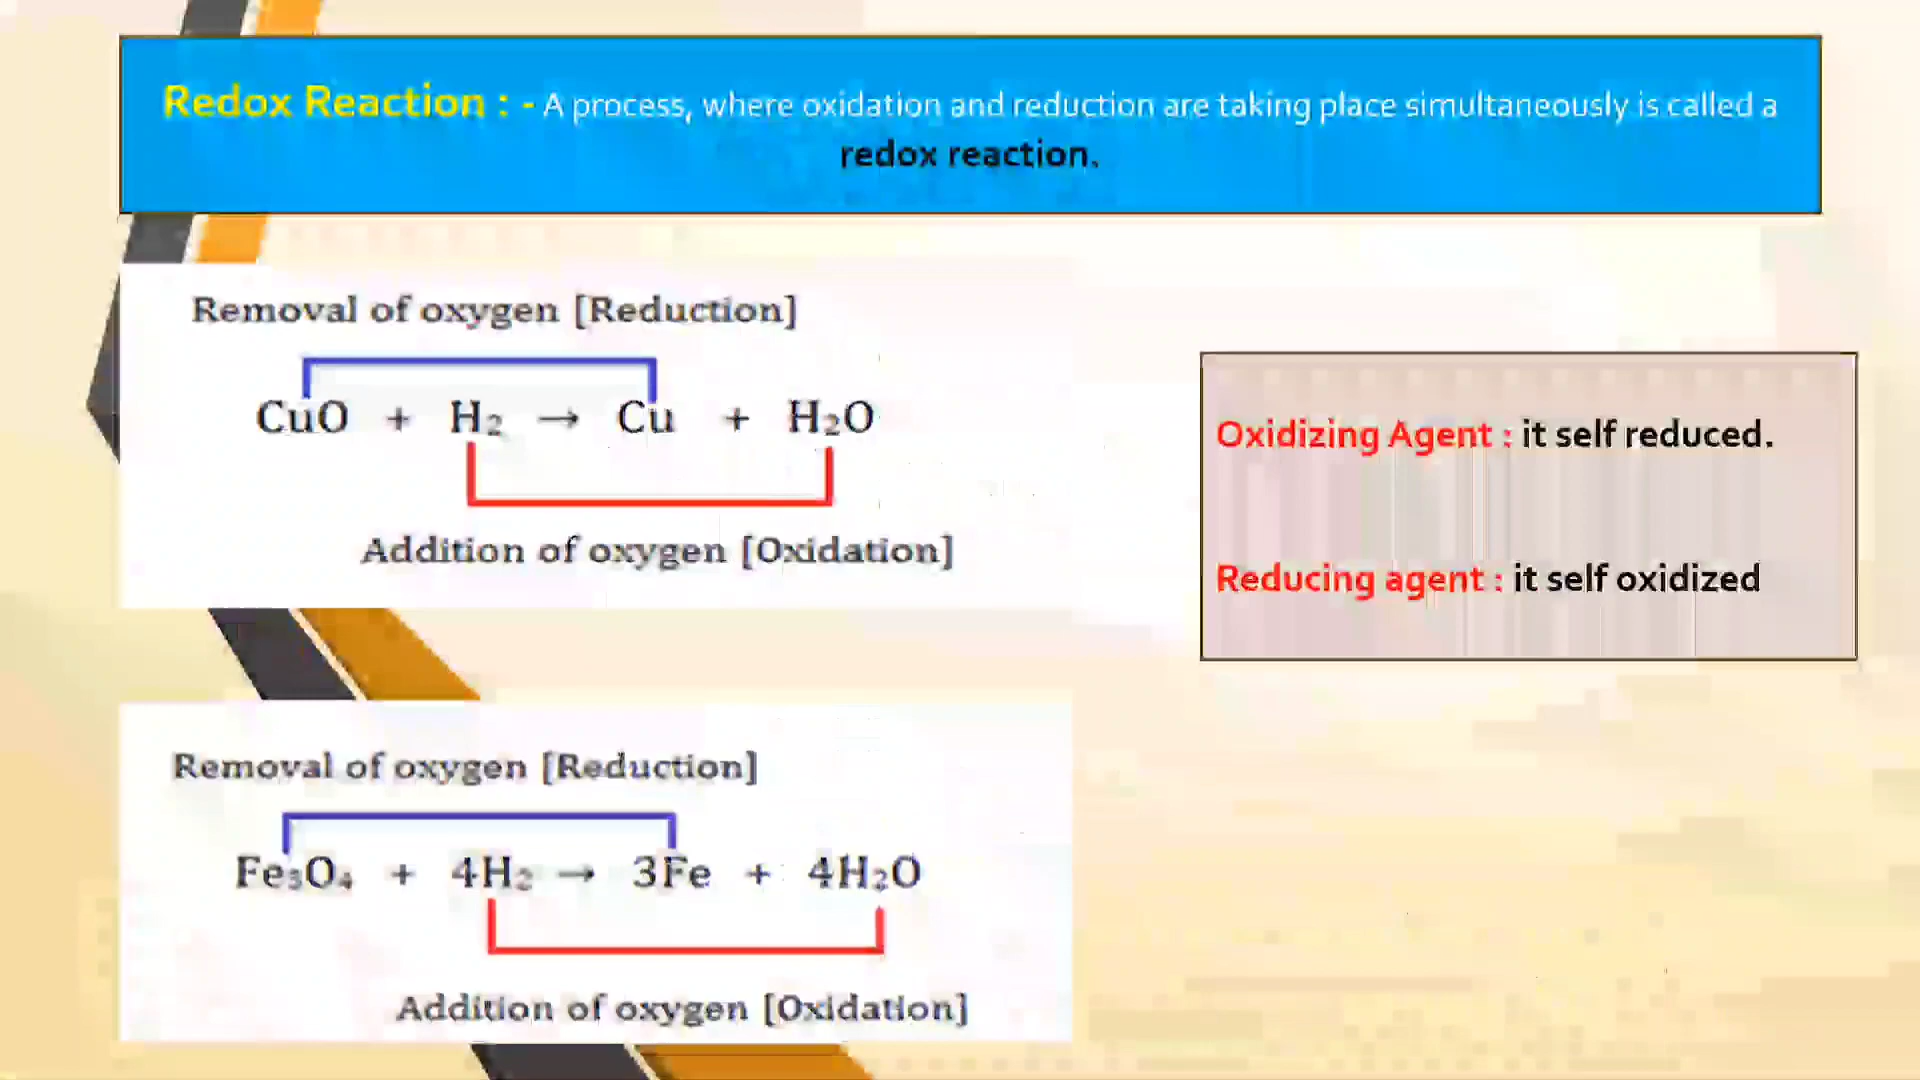 Redox Reaction : - A process, where oxidation and reduction are taking place simultaneously is called a
redox reaction.
Removal of oxygen [Reduction]
CuO + H₂ → Cu + H₂O
Addition of oxygen [Oxidation]
Oxidizing Agent : it self reduced.
Reducing agent : it self oxidized
Removal of oxygen [Reduction]
Fe₃O₄ + 4H₂ → 3Fe + 4H₂O
Addition of oxygen [Oxidation]